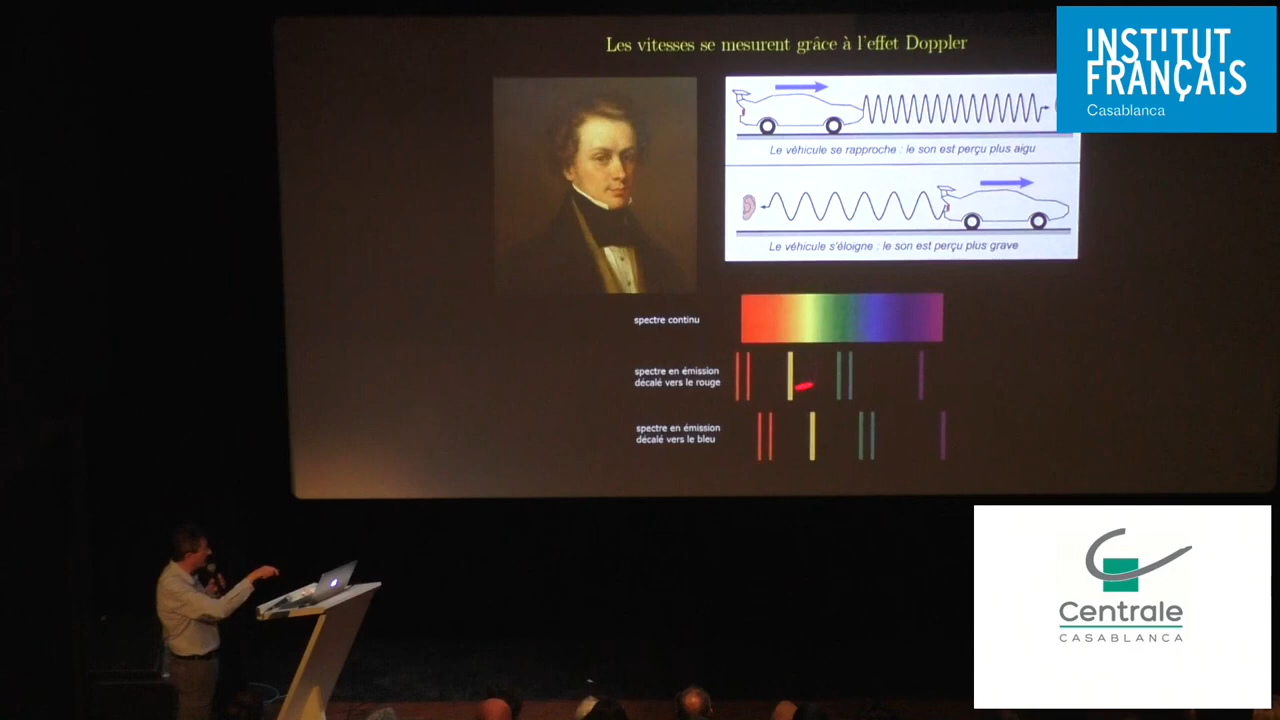 Les vitesses se mesurent grâce à l'effet Doppler
INSTITUT
FRANÇAIS
Casablanca
Le véhicule se rapproche : le son est perçu plus aigu
Le véhicule s'éloigne : le son est perçu plus grave
spectre continu
spectre en émission
décalé vers le rouge
spectre en émission
décalé vers le bleu
Centrale
CASABLANCA